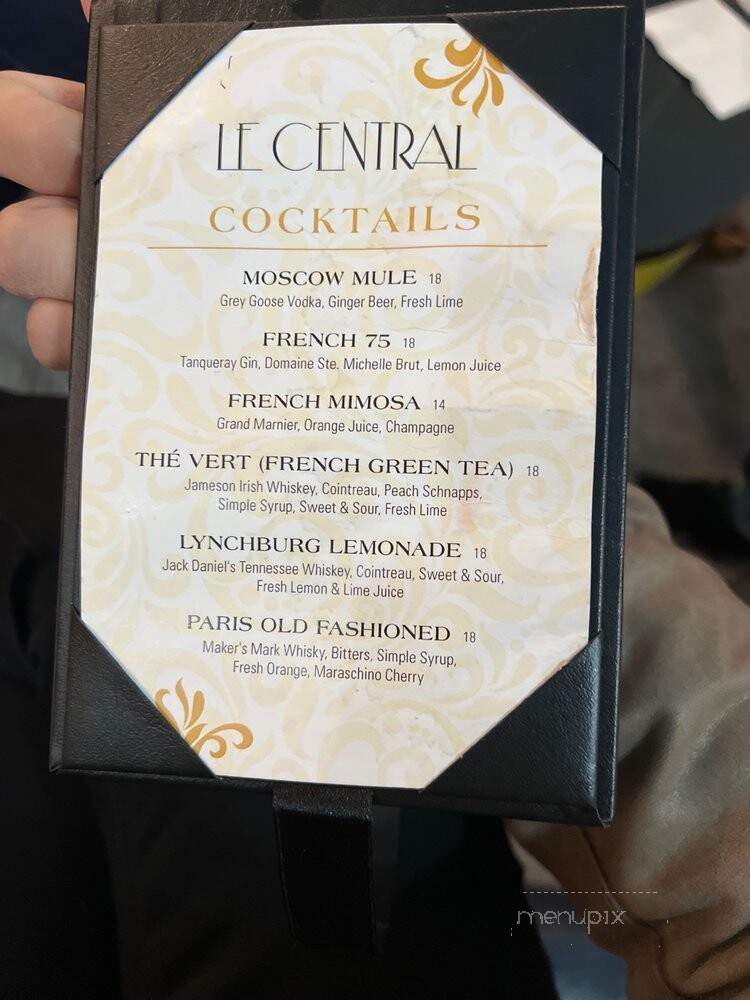 LE CENTRAL
COCKTAILS
MOSCOW MULE 18
Grey Goose Vodka, Ginger Beer, Fresh Lime
FRENCH 75 18
Tanqueray Gin, Domaine Ste. Michelle Brut, Lemon Juice
FRENCH MIMOSA 14
Grand Marnier, Orange Juice, Champagne
THÉ VERT (FRENCH GREEN TEA) 18
Jameson Irish Whiskey, Cointreau, Peach Schnapps,
Simple Syrup, Sweet & Sour, Fresh Lime
LYNCHBURG LEMONADE 18
Jack Daniel's Tennessee Whiskey, Cointreau, Sweet & Sour,
Fresh Lemon & Lime Juice
PARIS OLD FASHIONED 18
Maker's Mark Whisky, Bitters, Simple Syrup,
Fresh Orange, Maraschino Cherry
menupix